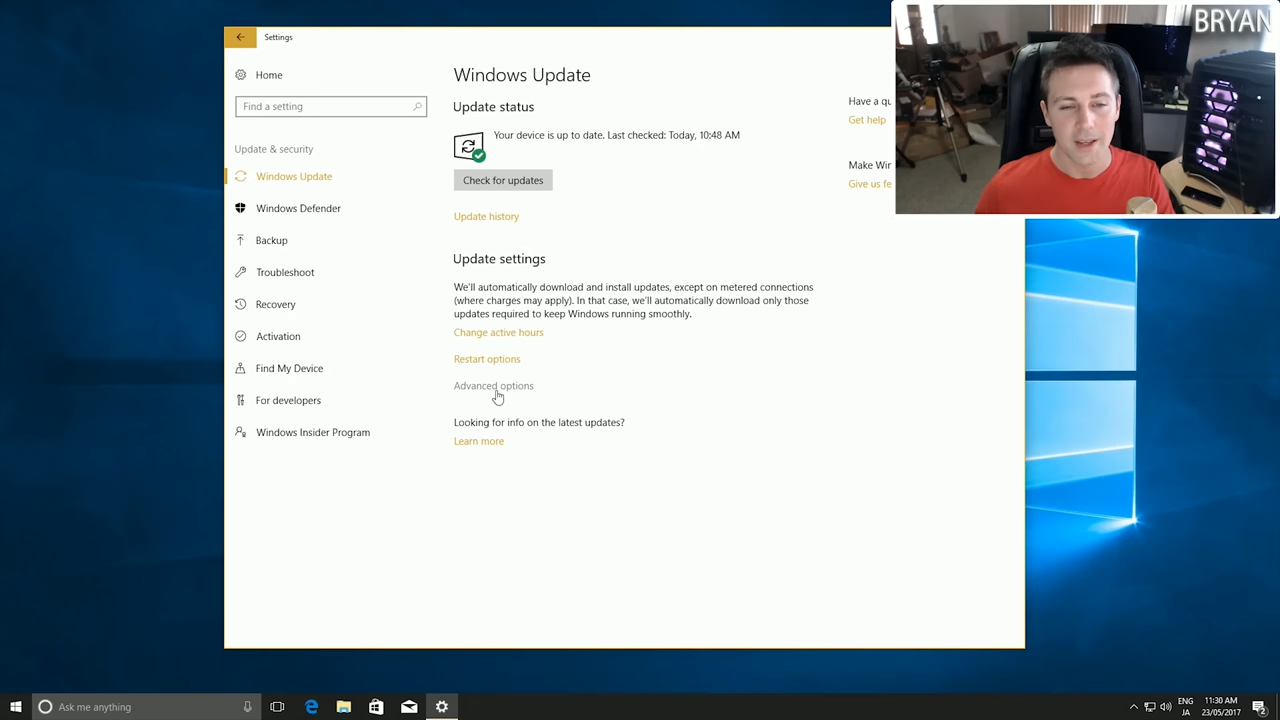 Settings
BRYAN
Home
Find a setting
Update & security
Windows Update
Windows Defender
Backup
Troubleshoot
Recovery
Activation
Find My Device
For developers
Windows Insider Program
Windows Update
Update status
Your device is up to date. Last checked: Today, 10:48 AM
Check for updates
Update history
Update settings
We'll automatically download and install updates, except on metered connections
(where charges may apply). In that case, we'll automatically download only those
updates required to keep Windows running smoothly.
Change active hours
Restart options
Advanced options
Looking for info on the latest updates?
Learn more
Have a qu
Get help
Make Wir
Give us fe
Ask me anything
ENG
JA
11:30 AM
23/05/2017
2